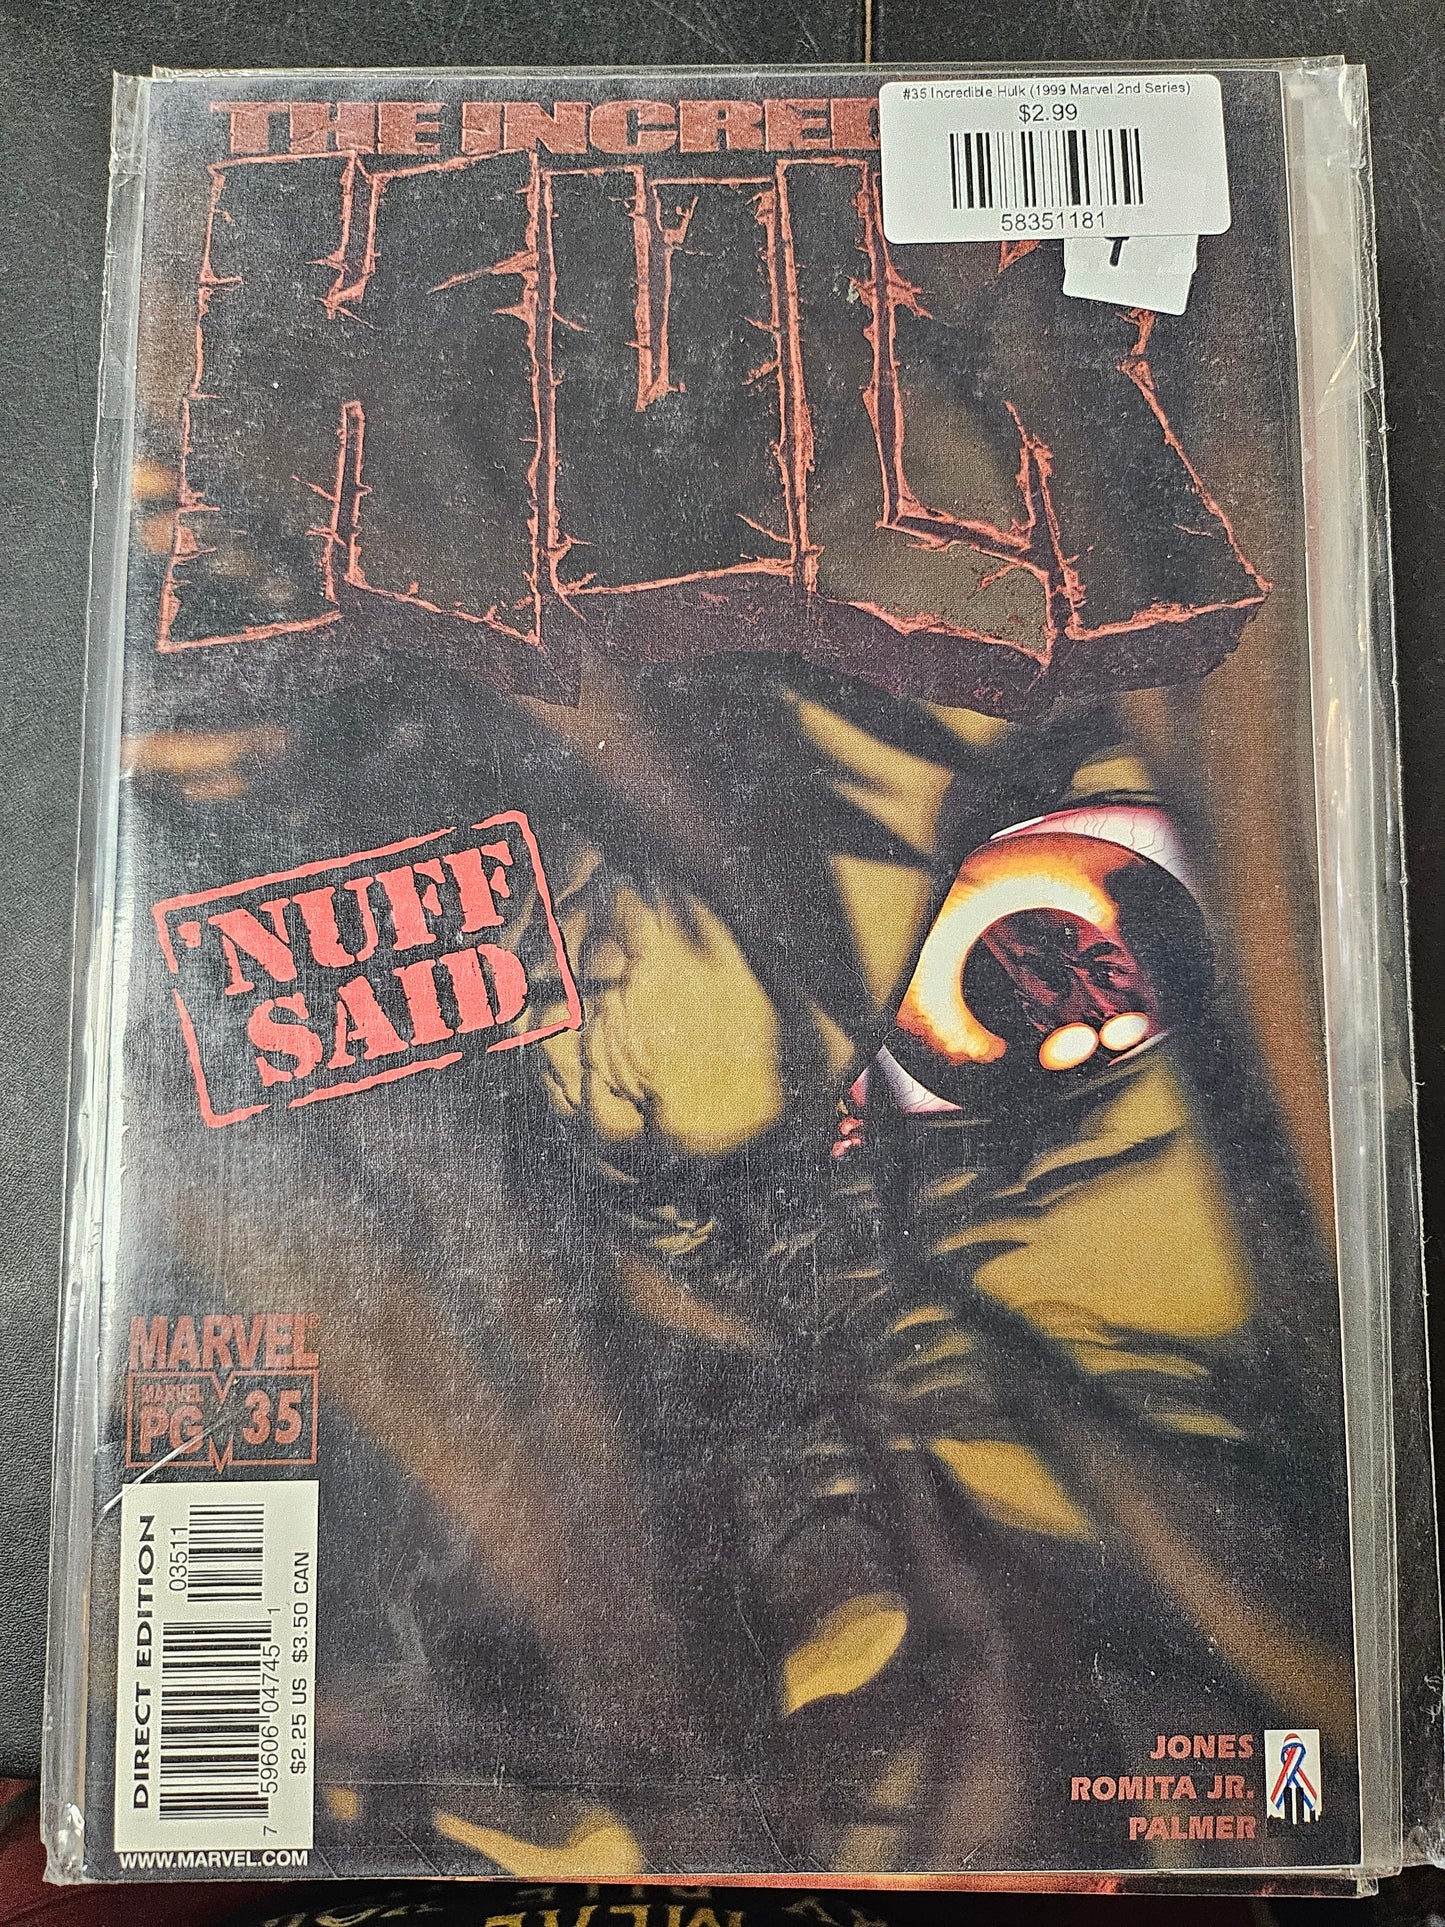 #35 Incredible Hulk (1999 Marvel 2nd Series)
$2.99
58351181
THE INCRED
HULK
'NUFF
SAID
MARVEL
MARVEL
PG 35
DIRECT EDITION
03511
7 59606 04745 1
$2.25 US $3.50 CAN
WWW.MARVEL.COM
JONES
ROMITA JR.
PALMER